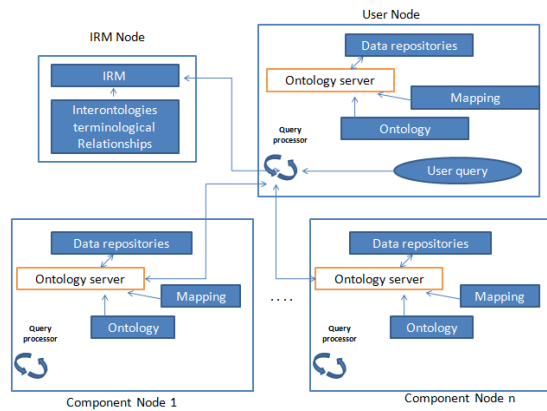 User Node
IRM Node
Data repositories
IRM
Ontology server
Mapping
Interontologies
terminological
Relationships
Ontology
Query
processor
User query
Data repositories
Ontology server
Mapping
Ontology
Query
processor
Component Node 1
....
Data repositories
Ontology server
Mapping
Ontology
Query
processor
Component Node n